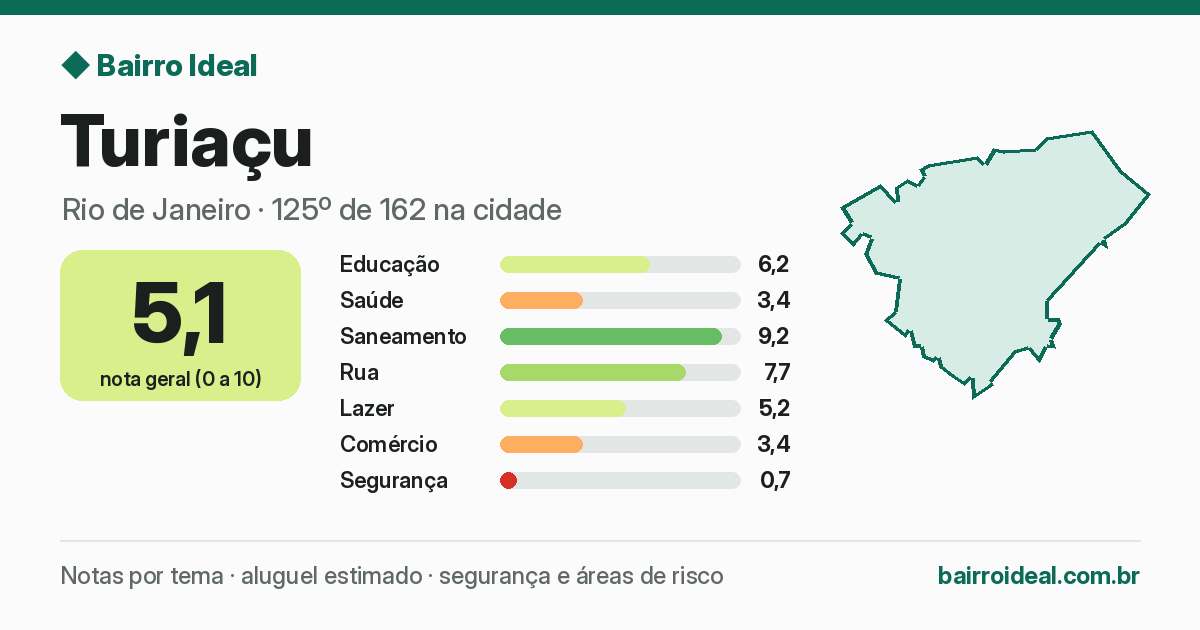 Bairro Ideal
Turiaçu
Rio de Janeiro · 125º de 162 na cidade
5,1
nota geral (0 a 10)
Educação 6,2
Saúde 3,4
Saneamento 9,2
Rua 7,7
Lazer 5,2
Comércio 3,4
Segurança 0,7
Notas por tema · aluguel estimado · segurança e áreas de risco
bairroideal.com.br